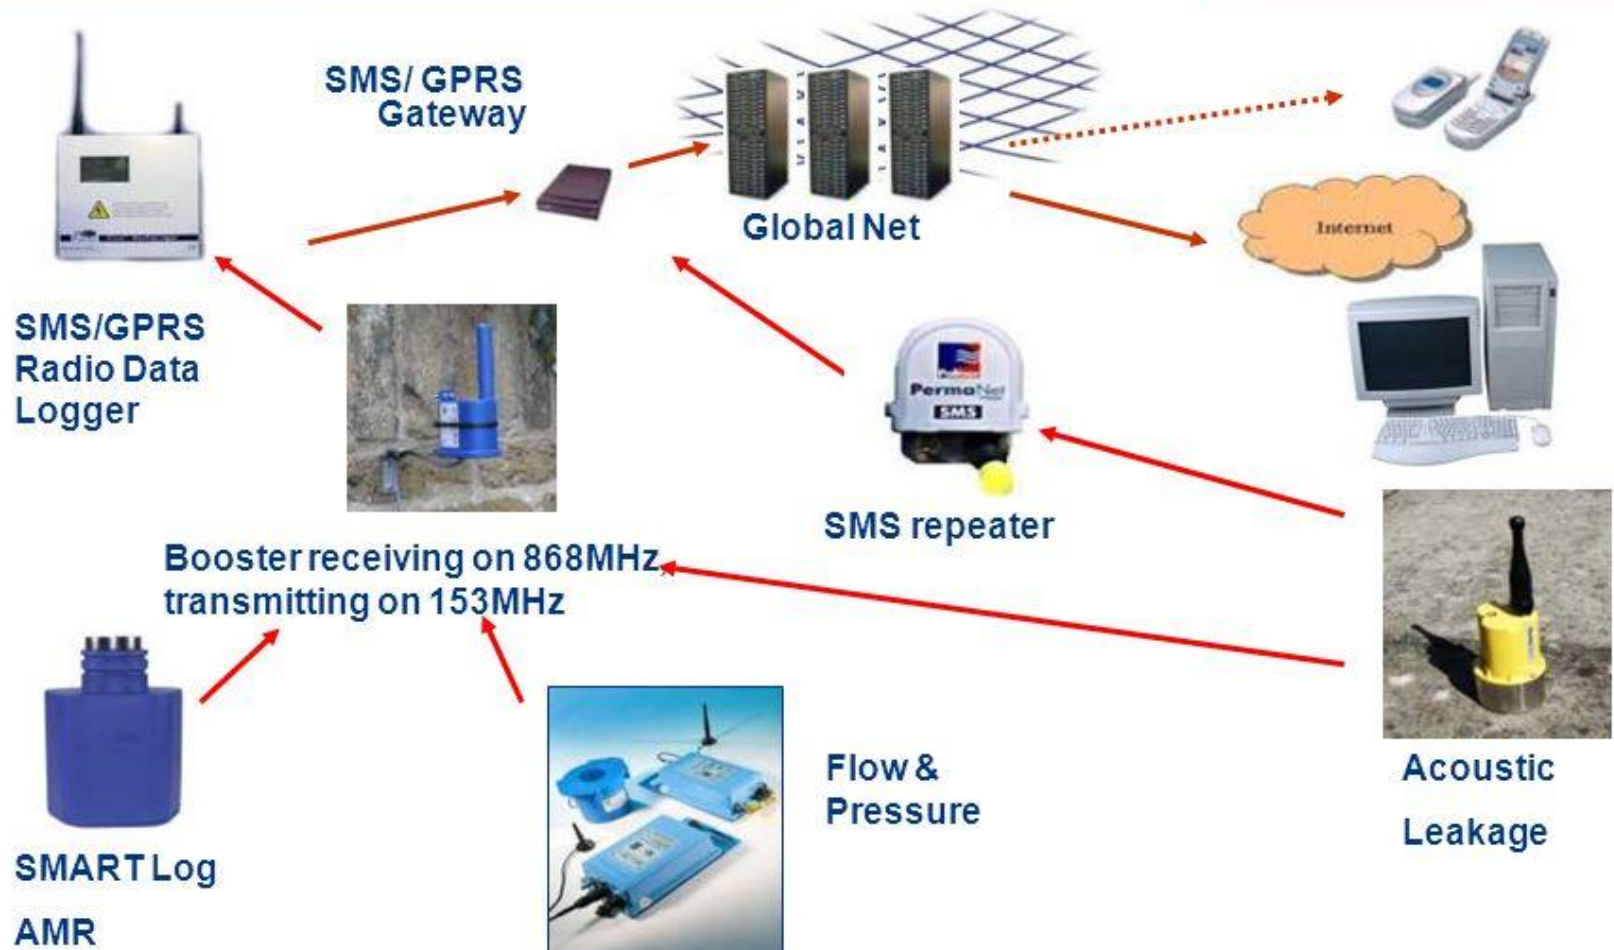 SMS/ GPRS
Gateway
Global Net
Internet
SMS/GPRS
Radio Data
Logger
PermaNet
SMS
SMS repeater
Booster receiving on 868MHz,
transmitting on 153MHz
Flow &
Pressure
Acoustic
Leakage
SMART Log
AMR